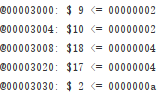 @00003000: $ 9 <= 00000002
@00003004: $10 <= 00000002
@00003008: $18 <= 00000004
@00003020: $17 <= 00000004
@00003030: $ 2 <= 0000000a